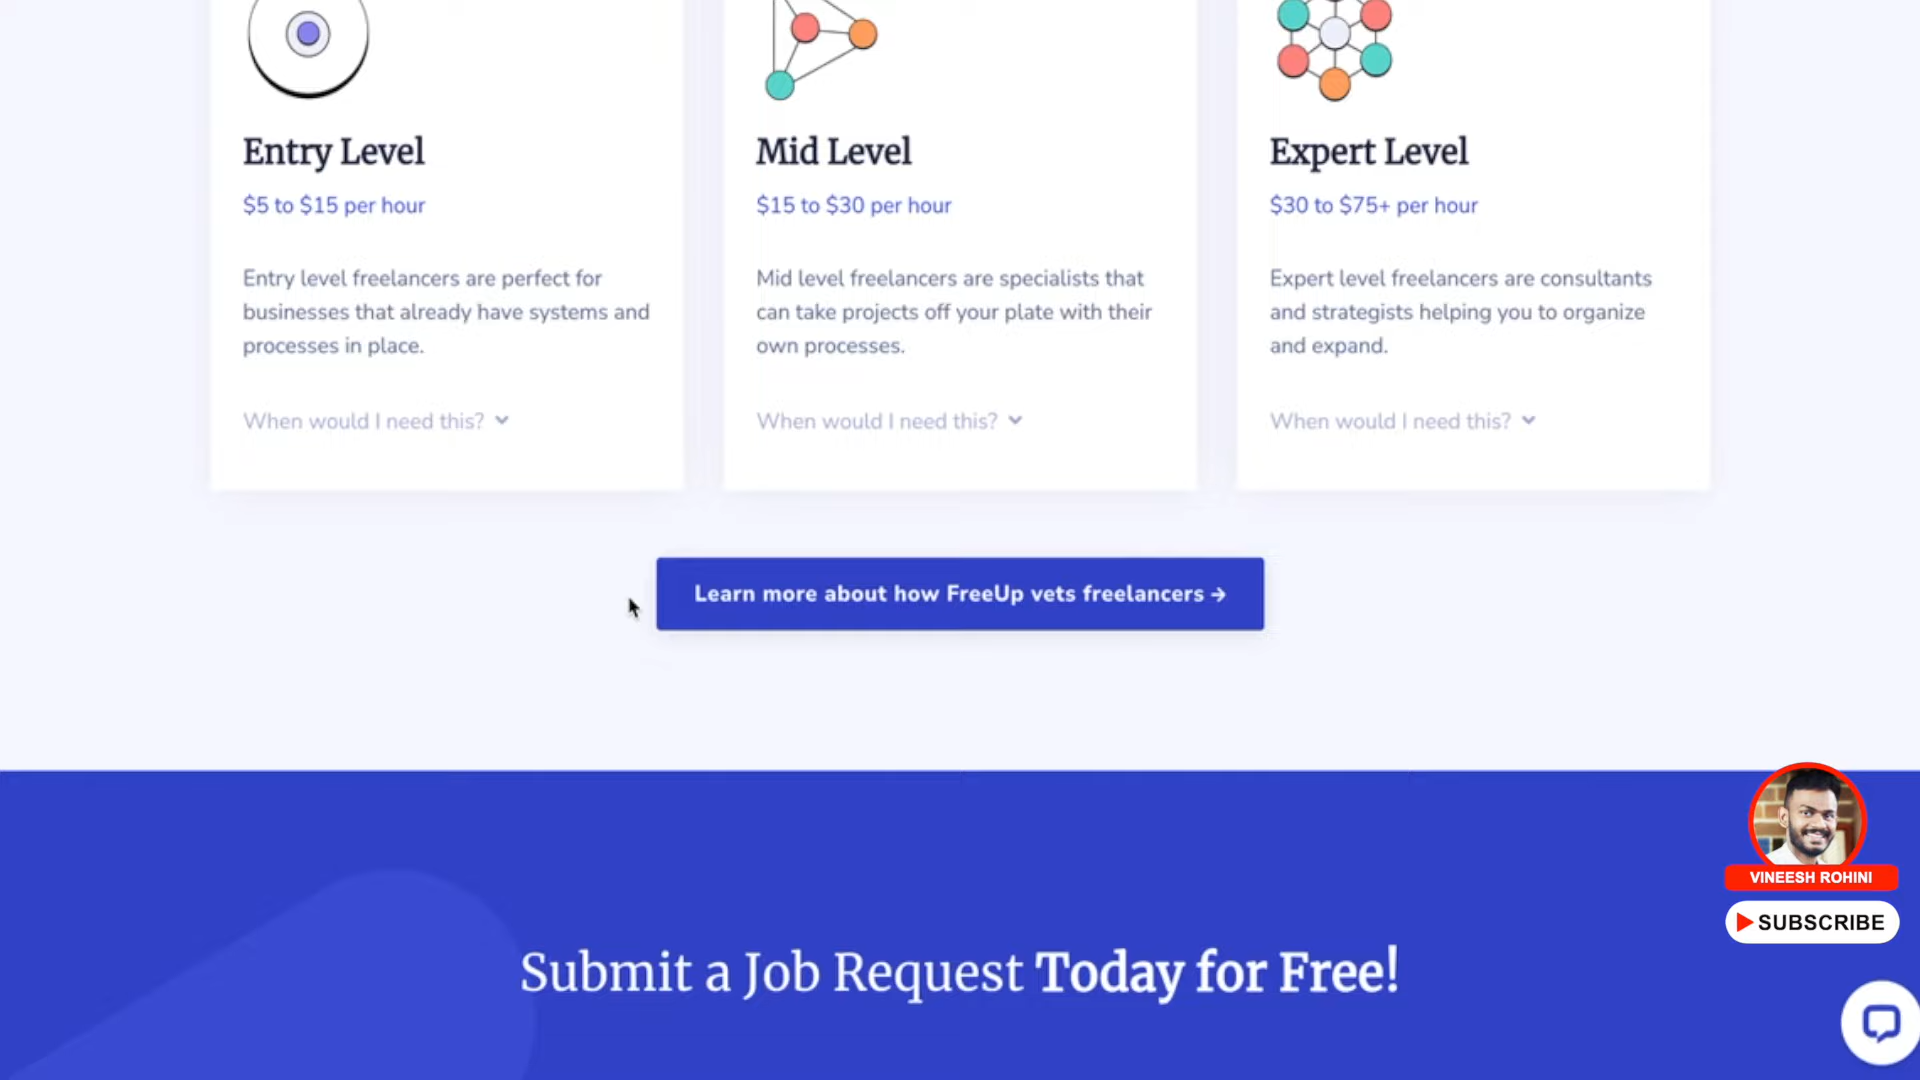 Entry Level
$5 to $15 per hour
Entry level freelancers are perfect for
businesses that already have systems and
processes in place.
When would I need this?
Mid Level
$15 to $30 per hour
Mid level freelancers are specialists that
can take projects off your plate with their
own processes.
When would I need this?
Expert Level
$30 to $75+ per hour
Expert level freelancers are consultants
and strategists helping you to organize
and expand.
When would I need this?
Learn more about how FreeUp vets freelancers →
VINEESH ROHINI
SUBSCRIBE
Submit a Job Request Today for Free!